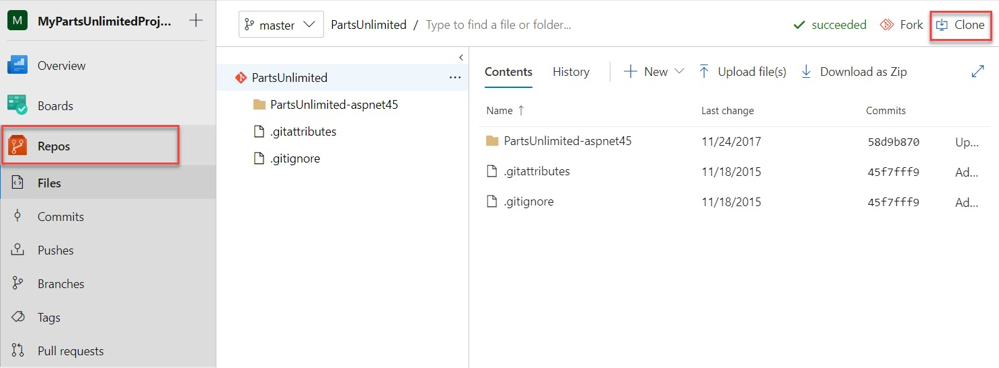 M MyPartsUnlimitedProj...
Overview
Boards
Repos
Files
Commits
Pushes
Branches
Tags
Pull requests
master PartsUnlimited / Type to find a file or folder... succeeded Fork Clone
PartsUnlimited ...
PartsUnlimited-aspnet45
.gitattributes
.gitignore
Contents History New Upload file(s) Download as Zip
Name Last change Commits
PartsUnlimited-aspnet45 11/24/2017 58d9b870 Up...
.gitattributes 11/18/2015 45f7fff9 Ad...
.gitignore 11/18/2015 45f7fff9 Ad...